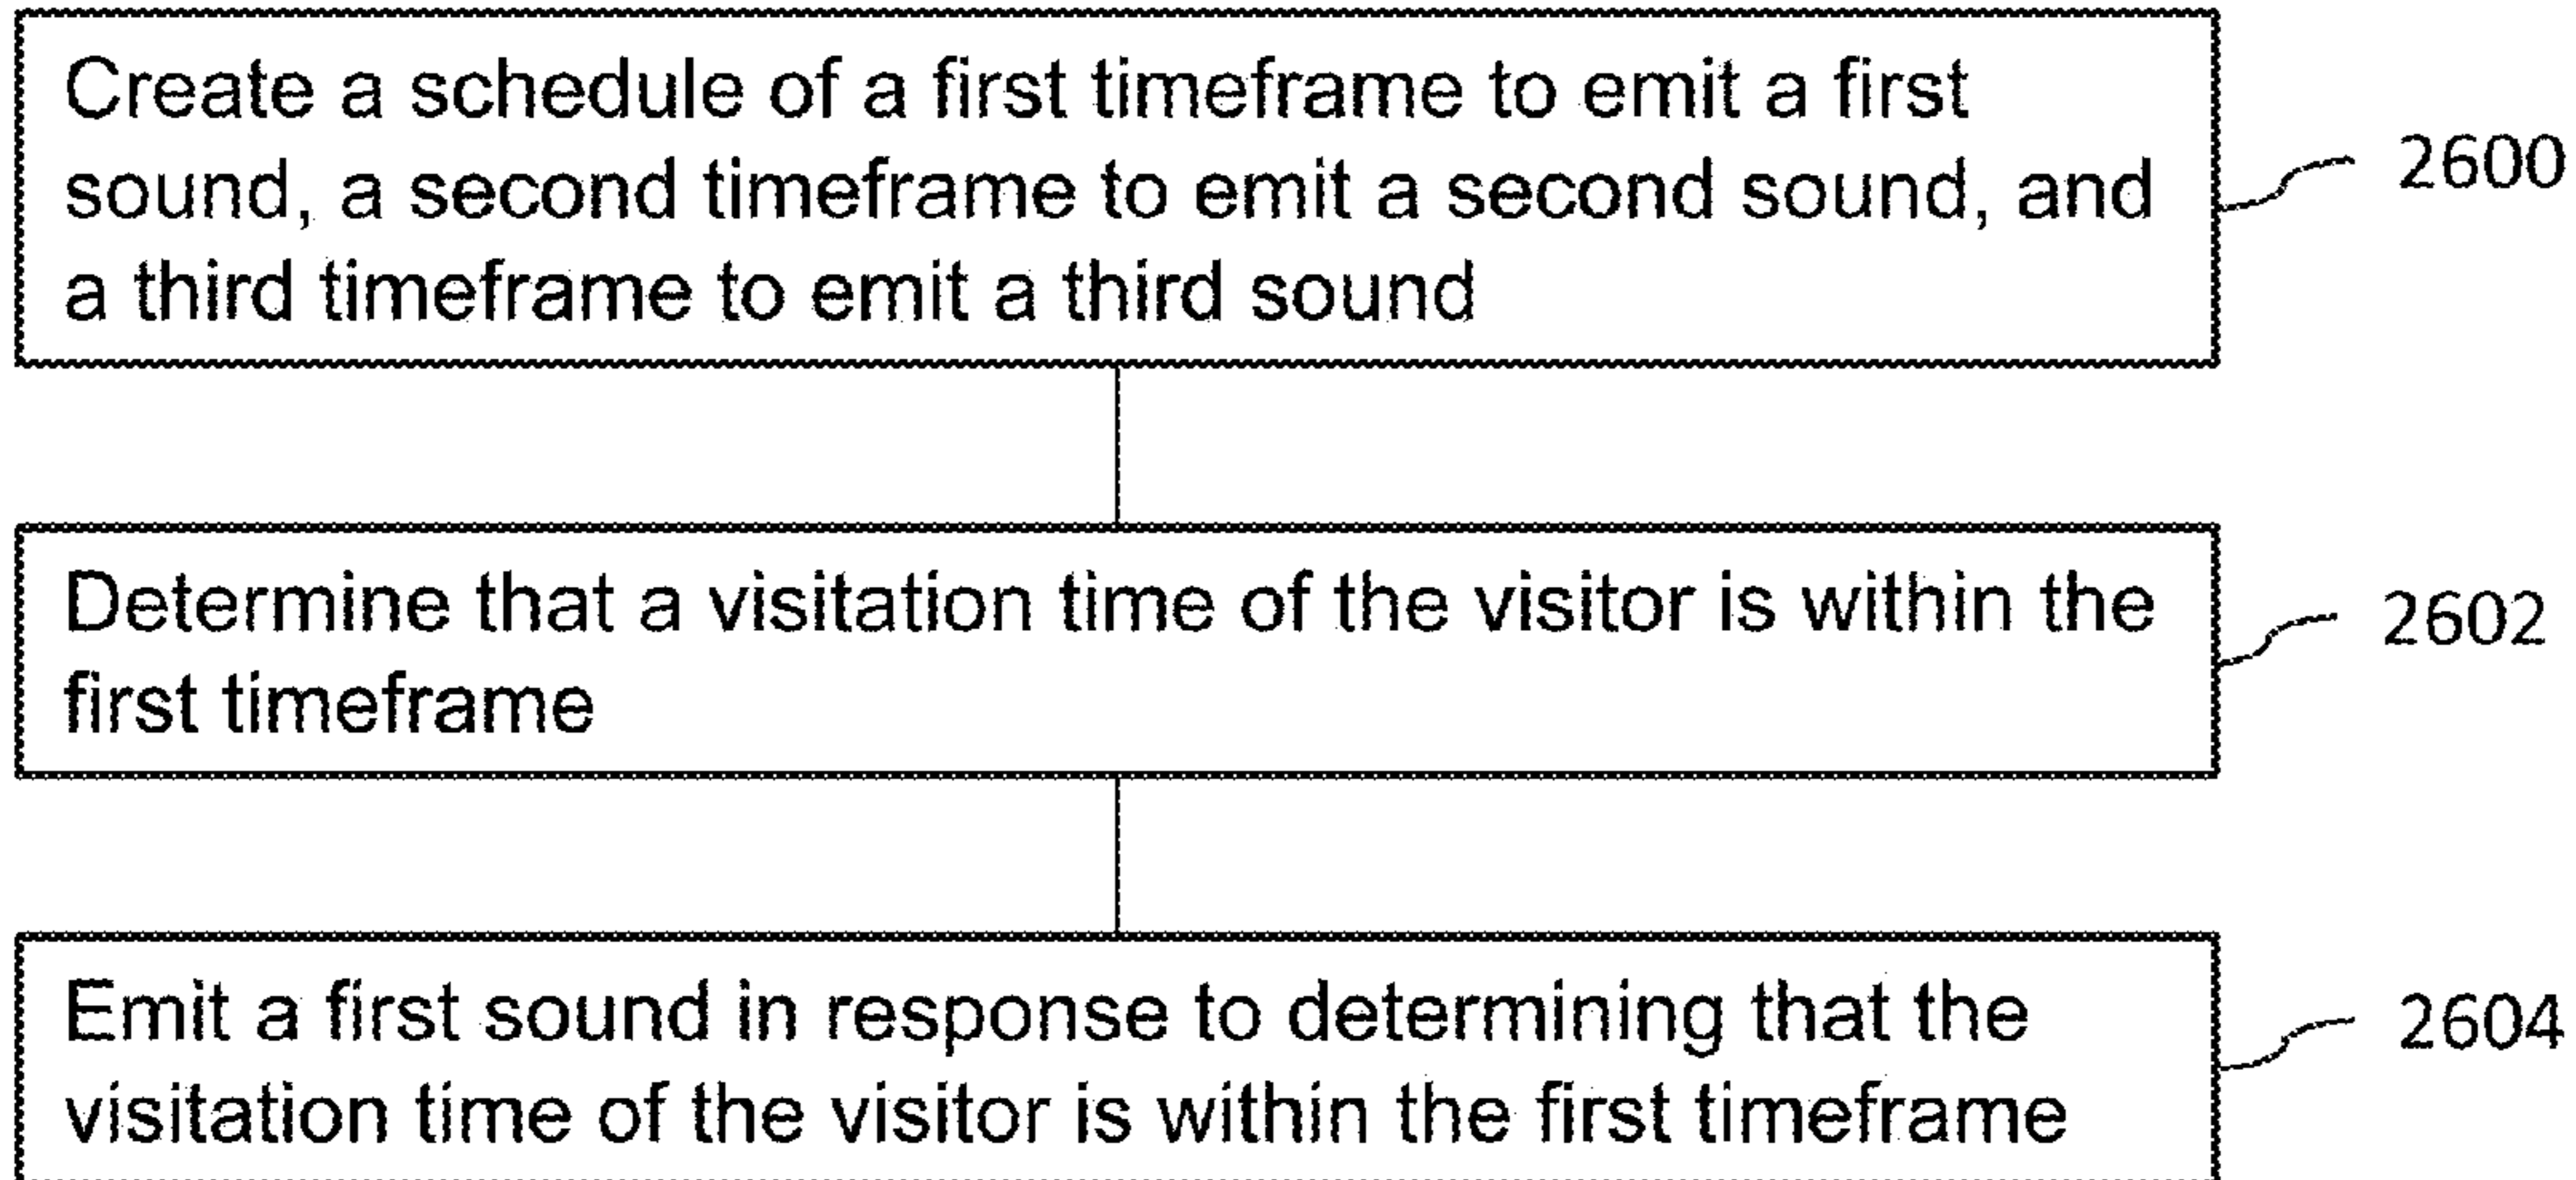 Create a schedule of a first timeframe to emit a first
sound, a second timeframe to emit a second sound, and
a third timeframe to emit a third sound
2600
Determine that a visitation time of the visitor is within the
first timeframe
2602
Emit a first sound in response to determining that the
visitation time of the visitor is within the first timeframe
2604